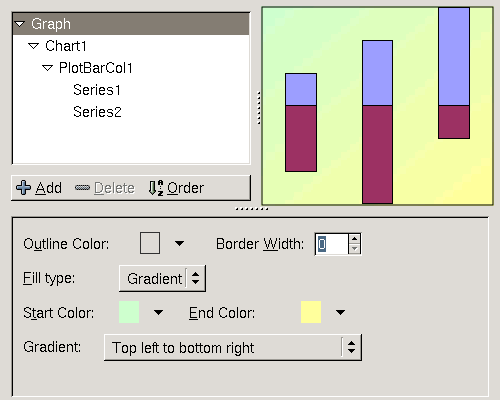 Graph
Chart1
PlotBarCol1
Series1
Series2
Add Delete Order
Outline Color: Border Width: 0
Fill type: Gradient
Start Color: End Color:
Gradient: Top left to bottom right